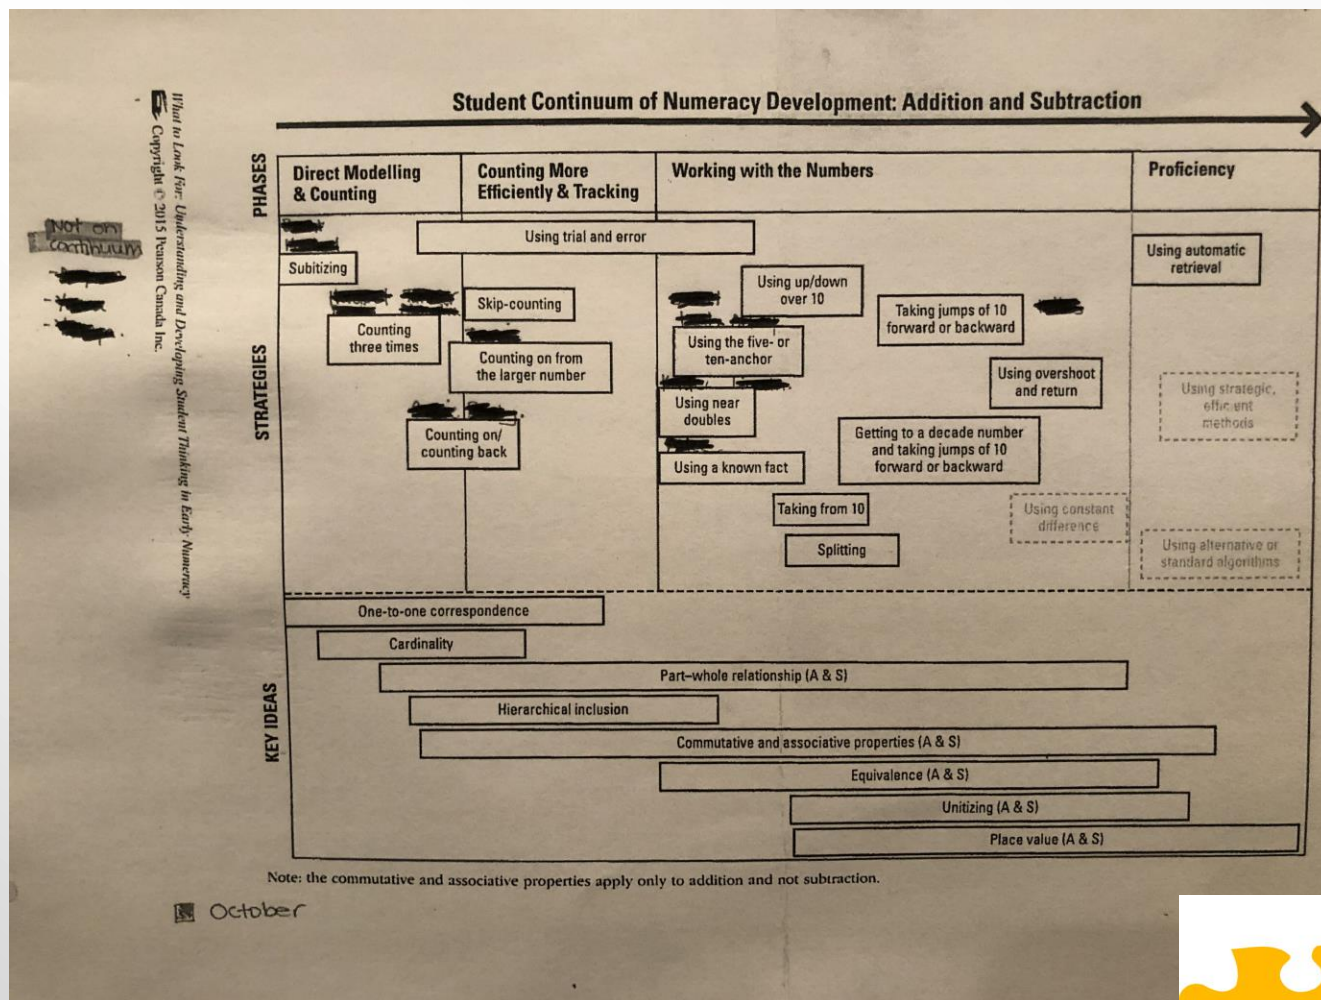 Student Continuum of Numeracy Development: Addition and Subtraction
PHASES
Direct Modelling
& Counting
Counting More
Efficiently & Tracking
Working with the Numbers
Proficiency
STRATEGIES
Using trial and error
Subitizing
Counting
three times
Skip-counting
Counting on from
the larger number
Counting on/
counting back
Using up/down
over 10
Using the five- or
ten-anchor
Using near
doubles
Using a known fact
Taking jumps of 10
forward or backward
Using overshoot
and return
Getting to a decade number
and taking jumps of 10
forward or backward
Taking from 10
Splitting
Using constant
difference
Using automatic
retrieval
Using strategic,
efficient
methods
Using alternative or
standard algorithms
KEY IDEAS
One-to-one correspondence
Cardinality
Part–whole relationship (A & S)
Hierarchical inclusion
Commutative and associative properties (A & S)
Equivalence (A & S)
Unitizing (A & S)
Place value (A & S)
Note: the commutative and associative properties apply only to addition and not subtraction.
October
What to Look For: Understanding and Developing Student Thinking in Early Numeracy
Copyright © 2015 Pearson Canada Inc.
Not on
continuum